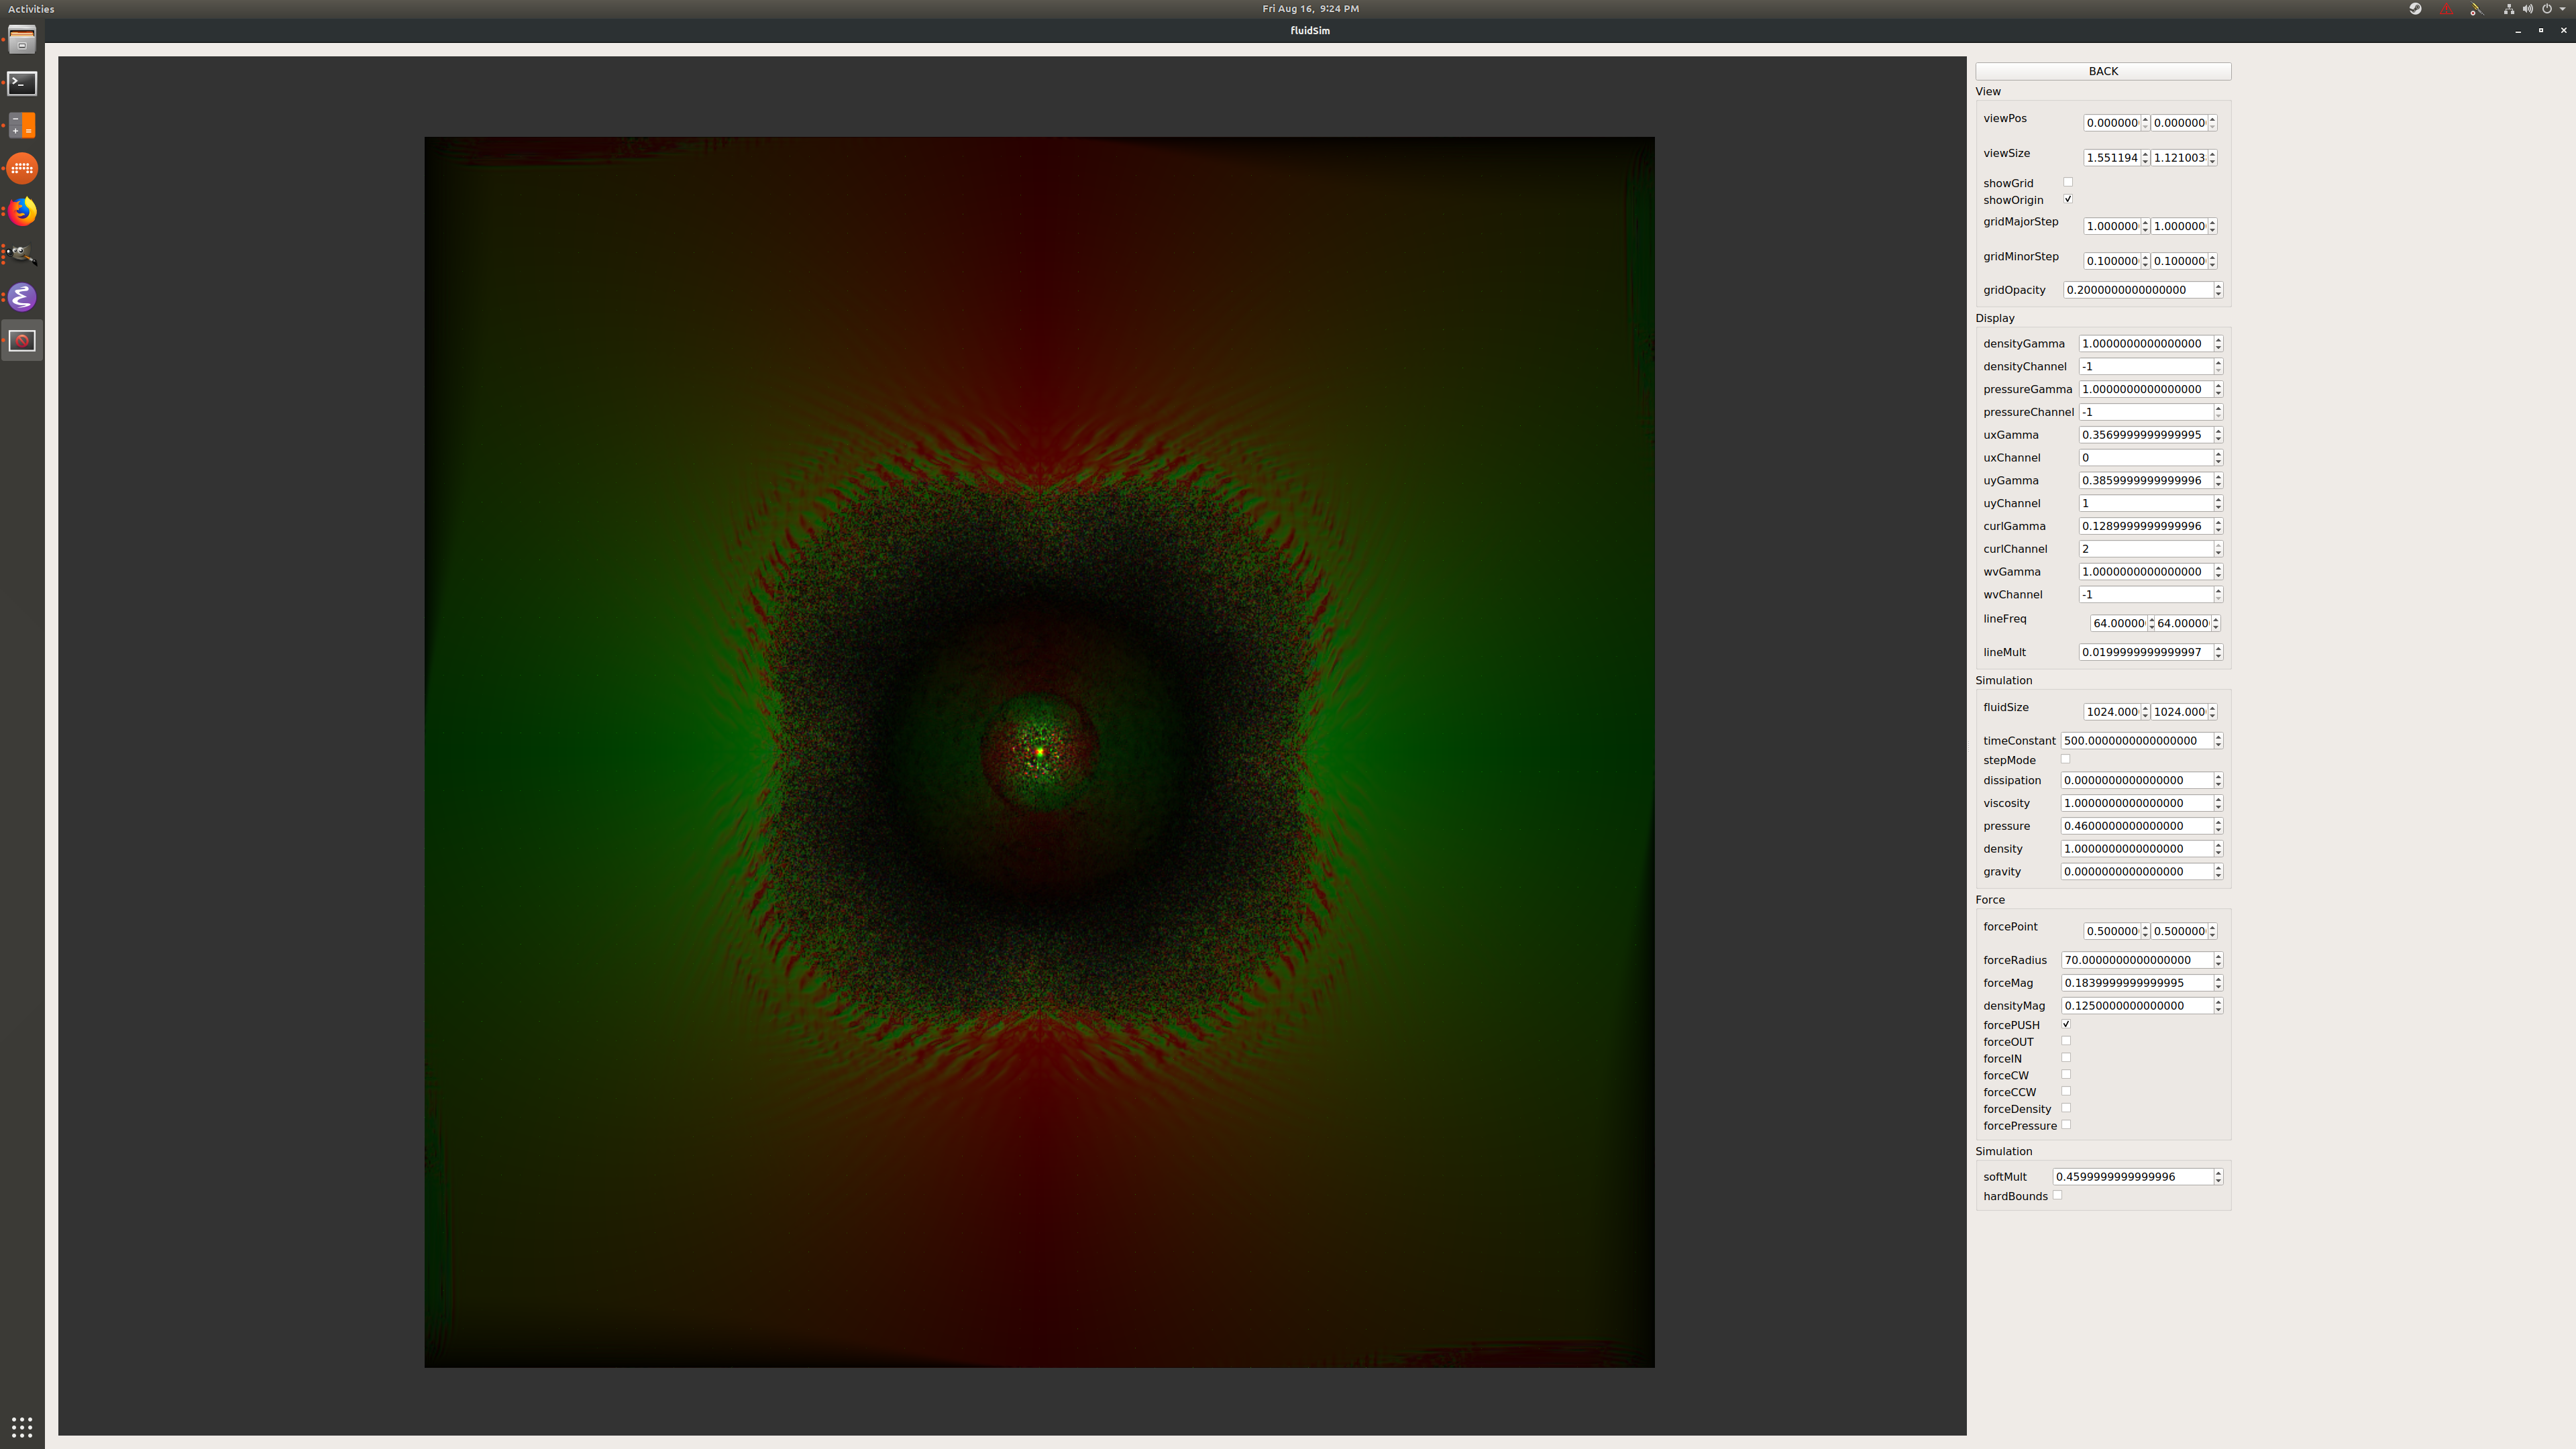 Activities
Fri Aug 16, 9:24 PM
fluidSim
BACK
View
viewPos 0.000000 0.000000
viewSize 1.551194 1.121003
showGrid
showOrigin
gridMajorStep 1.000000 1.000000
gridMinorStep 0.100000 0.100000
gridOpacity 0.2000000000000000
Display
densityGamma 1.0000000000000000
densityChannel -1
pressureGamma 1.0000000000000000
pressureChannel -1
uxGamma 0.3569999999999995
uxChannel 0
uyGamma 0.3859999999999996
uyChannel 1
curlGamma 0.1289999999999996
curlChannel 2
wvGamma 1.0000000000000000
wvChannel -1
lineFreq 64.00000 64.00000
lineMult 0.0199999999999997
Simulation
fluidSize 1024.000 1024.000
timeConstant 500.0000000000000000
stepMode
dissipation 0.0000000000000000
viscosity 1.0000000000000000
pressure 0.4600000000000000
density 1.0000000000000000
gravity 0.0000000000000000
Force
forcePoint 0.500000 0.500000
forceRadius 70.0000000000000000
forceMag 0.1839999999999995
densityMag 0.1250000000000000
forcePUSH
forceOUT
forceIN
forceCW
forceCCW
forceDensity
forcePressure
Simulation
softMult 0.4599999999999996
hardBounds